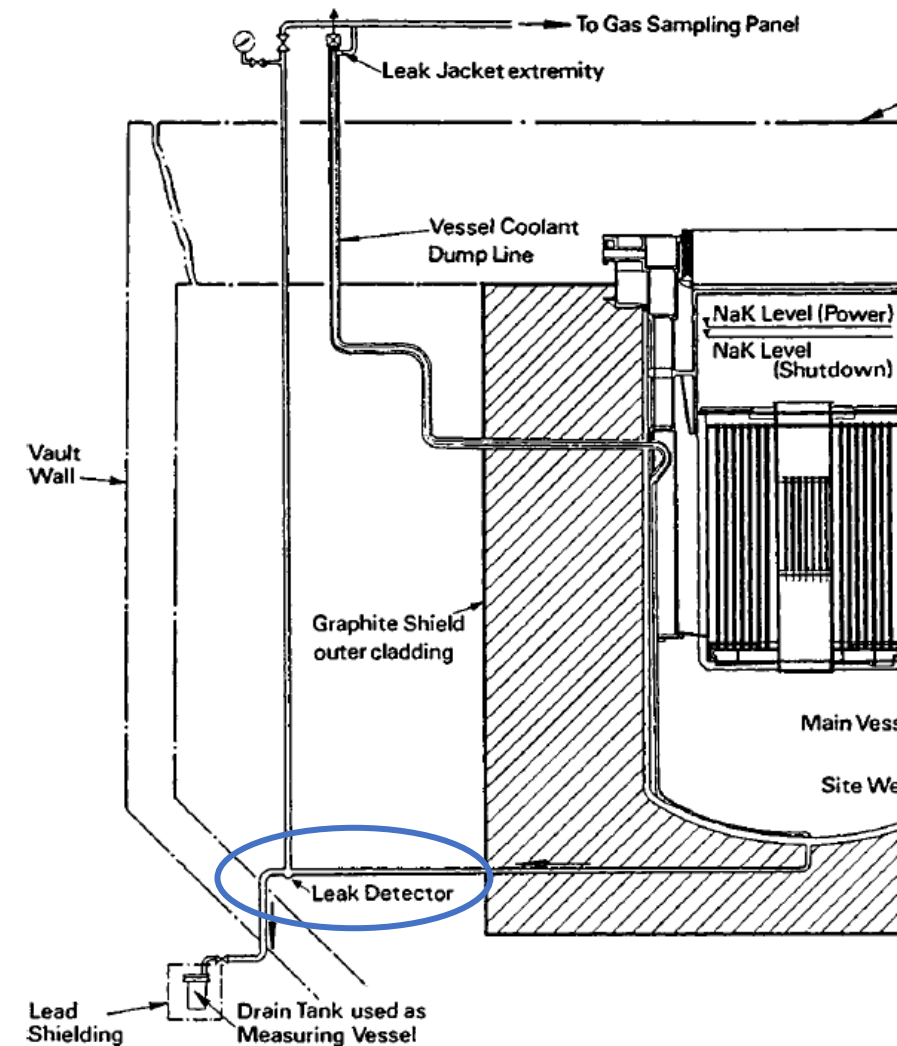 To Gas Sampling Panel
Leak Jacket extremity
Vessel Coolant
Dump Line
NaK Level (Power)
NaK Level
(Shutdown)
Vault
Wall
Graphite Shield
outer cladding
Main Vess
Site We
Leak Detector
Lead
Shielding
Drain Tank used as
Measuring Vessel